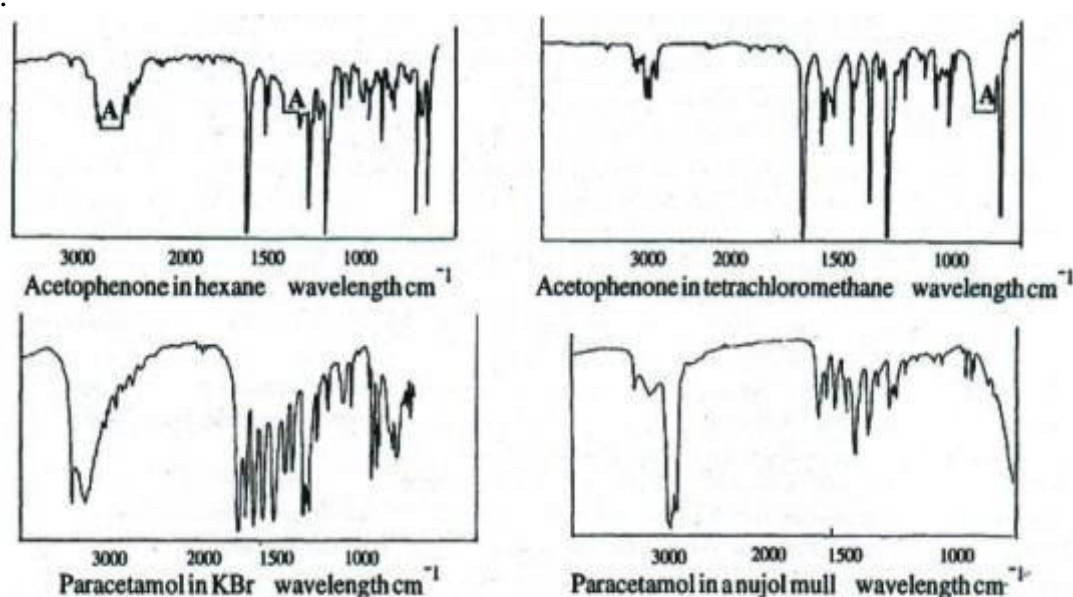 A A
3000 2000 1500 1000
Acetophenone in hexane wavelength cm⁻¹
A
3000 2000 1500 1000
Acetophenone in tetrachloromethane wavelength cm⁻¹
3000 2000 1500 1000
Paracetamol in KBr wavelength cm⁻¹
3000 2000 1500 1000
Paracetamol in a nujol mull wavelength cm⁻¹